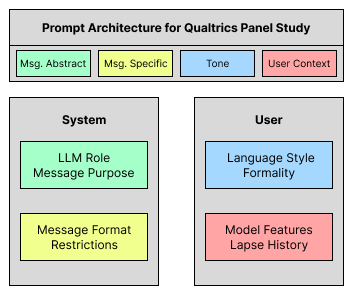 Prompt Architecture for Qualtrics Panel Study
Msg. Abstract
Msg. Specific
Tone
User Context
System
LLM Role
Message Purpose
Message Format
Restrictions
User
Language Style
Formality
Model Features
Lapse History